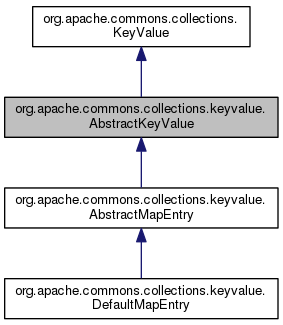 org.apache.commons.collections.
KeyValue
org.apache.commons.collections.keyvalue.
AbstractKeyValue
org.apache.commons.collections.keyvalue.
AbstractMapEntry
org.apache.commons.collections.keyvalue.
DefaultMapEntry